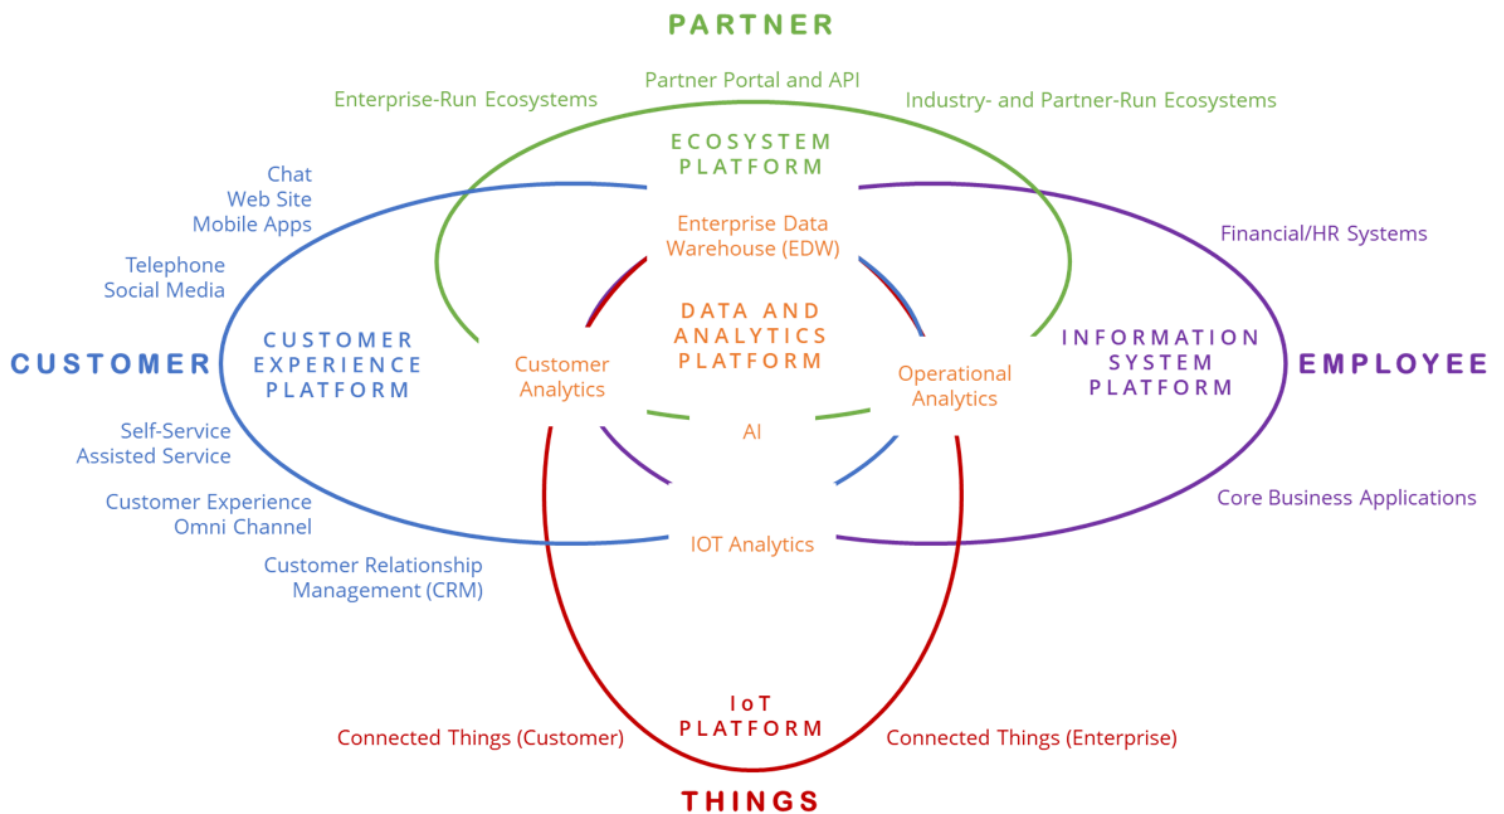 PARTNER
Partner Portal and API
Enterprise-Run Ecosystems
Industry- and Partner-Run Ecosystems
ECOSYSTEM
PLATFORM
Chat
Web Site
Mobile Apps
Telephone
Social Media
Enterprise Data
Warehouse (EDW)
Financial/HR Systems
CUSTOMER
CUSTOMER
EXPERIENCE
PLATFORM
Customer
Analytics
DATA AND
ANALYTICS
PLATFORM
Operational
Analytics
INFORMATION
SYSTEM
PLATFORM
EMPLOYEE
AI
Self-Service
Assisted Service
Customer Experience
Omni Channel
Core Business Applications
IOT Analytics
Customer Relationship
Management (CRM)
IoT
PLATFORM
Connected Things (Customer)
Connected Things (Enterprise)
THINGS